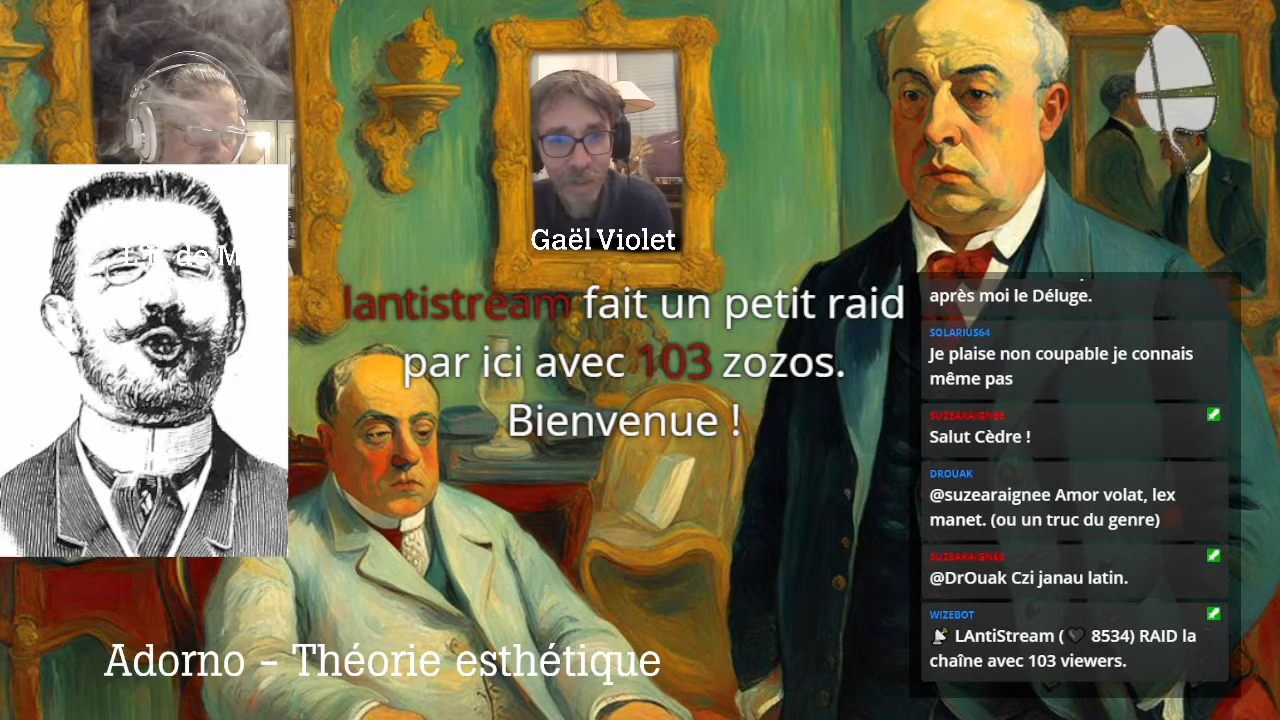 Gaël Violet
lantistream fait un petit raid
par ici avec 103 zozos.
Bienvenue !
après moi le Déluge.
SOLARIUS64
Je plaise non coupable je connais
même pas
SUZEARAIGNEE
Salut Cèdre !
DROUAK
@suzearaignee Amor volat, lex
manet. (ou un truc du genre)
SUZEARAIGNEE
@DrOuak Czi janau latin.
WIZEBOT
LAntiStream ( 8534) RAID la
chaîne avec 103 viewers.
Adorno – Théorie esthétique